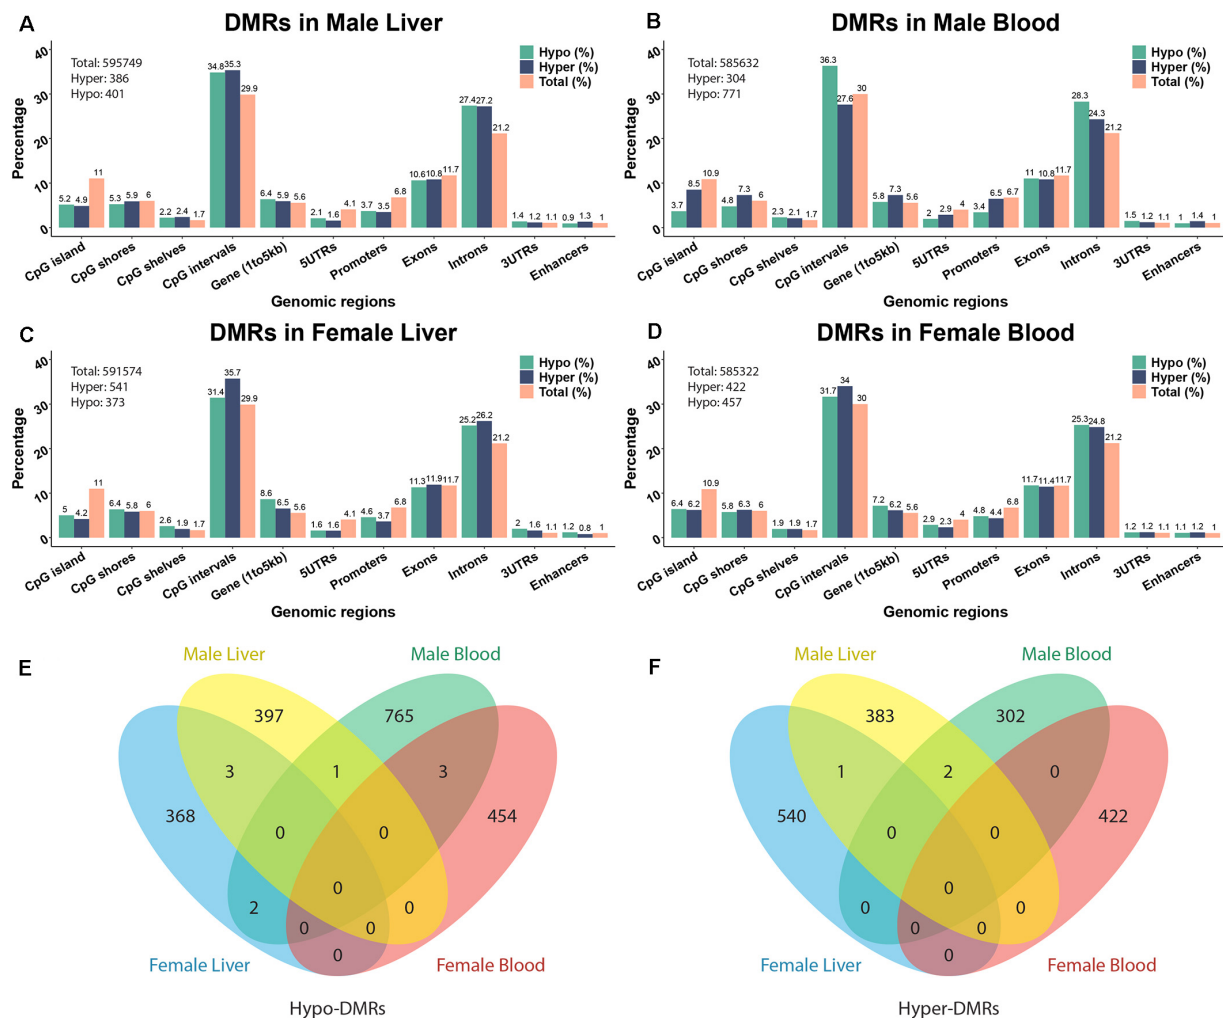 A
DMRs in Male Liver
Total: 595749
Hyper: 386
Hypo: 401
Hypo (%)
Hyper (%)
Total (%)
Percentage
40
30
20
10
0
5.2 4.9 11
5.3 5.9 6
2.2 2.4 1.7
34.8 35.3 29.9
6.4 5.9 5.6
2.1 1.6 4.1
3.7 3.5 6.8
10.6 10.8 11.7
27.4 27.2 21.2
1.4 1.2 1.1
0.9 1.3 1
CpG island
CpG shores
CpG shelves
CpG intervals
Gene (1to5kb)
5UTRs
Promoters
Exons
Introns
3UTRs
Enhancers
Genomic regions
B
DMRs in Male Blood
Total: 585632
Hyper: 304
Hypo: 771
Hypo (%)
Hyper (%)
Total (%)
Percentage
40
30
20
10
0
3.7 8.5 10.9
4.8 7.3 6
2.3 2.1 1.7
36.3 27.6 30
5.8 7.3 5.6
2 2.9 4
3.4 6.5 6.7
11 10.8 11.7
28.3 24.3 21.2
1.5 1.2 1.1
1 1.4 1
CpG island
CpG shores
CpG shelves
CpG intervals
Gene (1to5kb)
5UTRs
Promoters
Exons
Introns
3UTRs
Enhancers
Genomic regions
C
DMRs in Female Liver
Total: 591574
Hyper: 541
Hypo: 373
Hypo (%)
Hyper (%)
Total (%)
Percentage
40
30
20
10
0
5 4.2 11
6.4 5.8 6
2.6 1.9 1.7
31.4 35.7 29.9
8.6 6.5 5.6
1.6 1.6 4.1
4.6 3.7 6.8
11.3 11.9 11.7
25.2 26.2 21.2
2 1.6 1.1
1.2 0.8 1
CpG island
CpG shores
CpG shelves
CpG intervals
Gene (1to5kb)
5UTRs
Promoters
Exons
Introns
3UTRs
Enhancers
Genomic regions
D
DMRs in Female Blood
Total: 585322
Hyper: 422
Hypo: 457
Hypo (%)
Hyper (%)
Total (%)
Percentage
40
30
20
10
0
6.4 6.2 10.9
5.8 6.3 6
1.9 1.9 1.7
31.7 34 30
7.2 6.2 5.6
2.9 2.3 4
4.8 4.4 6.8
11.7 11.4 11.7
25.3 24.8 21.2
1.2 1.2 1.1
1.1 1.2 1
CpG island
CpG shores
CpG shelves
CpG intervals
Gene (1to5kb)
5UTRs
Promoters
Exons
Introns
3UTRs
Enhancers
Genomic regions
E
Male Liver
Male Blood
397
765
3
1
3
368
454
0
0
0
2
0
0
0
0
Female Liver
Female Blood
Hypo-DMRs
F
Male Liver
Male Blood
383
302
1
2
0
540
422
0
0
0
0
0
0
0
0
Female Liver
Female Blood
Hyper-DMRs